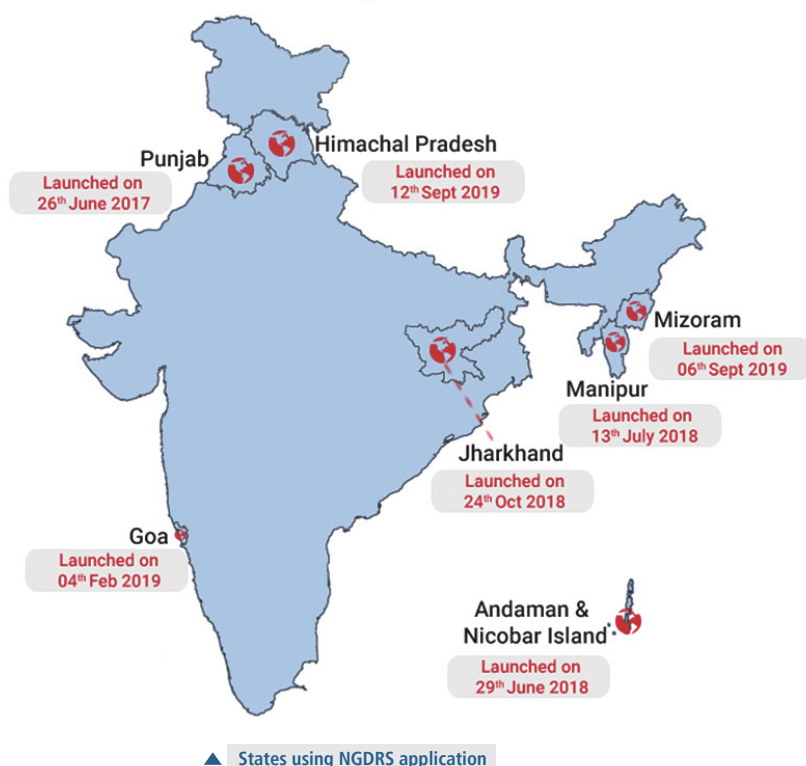 Punjab
Launched on
26th June 2017
Himachal Pradesh
Launched on
12th Sept 2019
Mizoram
Launched on
06th Sept 2019
Manipur
Launched on
13th July 2018
Jharkhand
Launched on
24th Oct 2018
Goa
Launched on
04th Feb 2019
Andaman &
Nicobar Island
Launched on
29th June 2018
States using NGDRS application